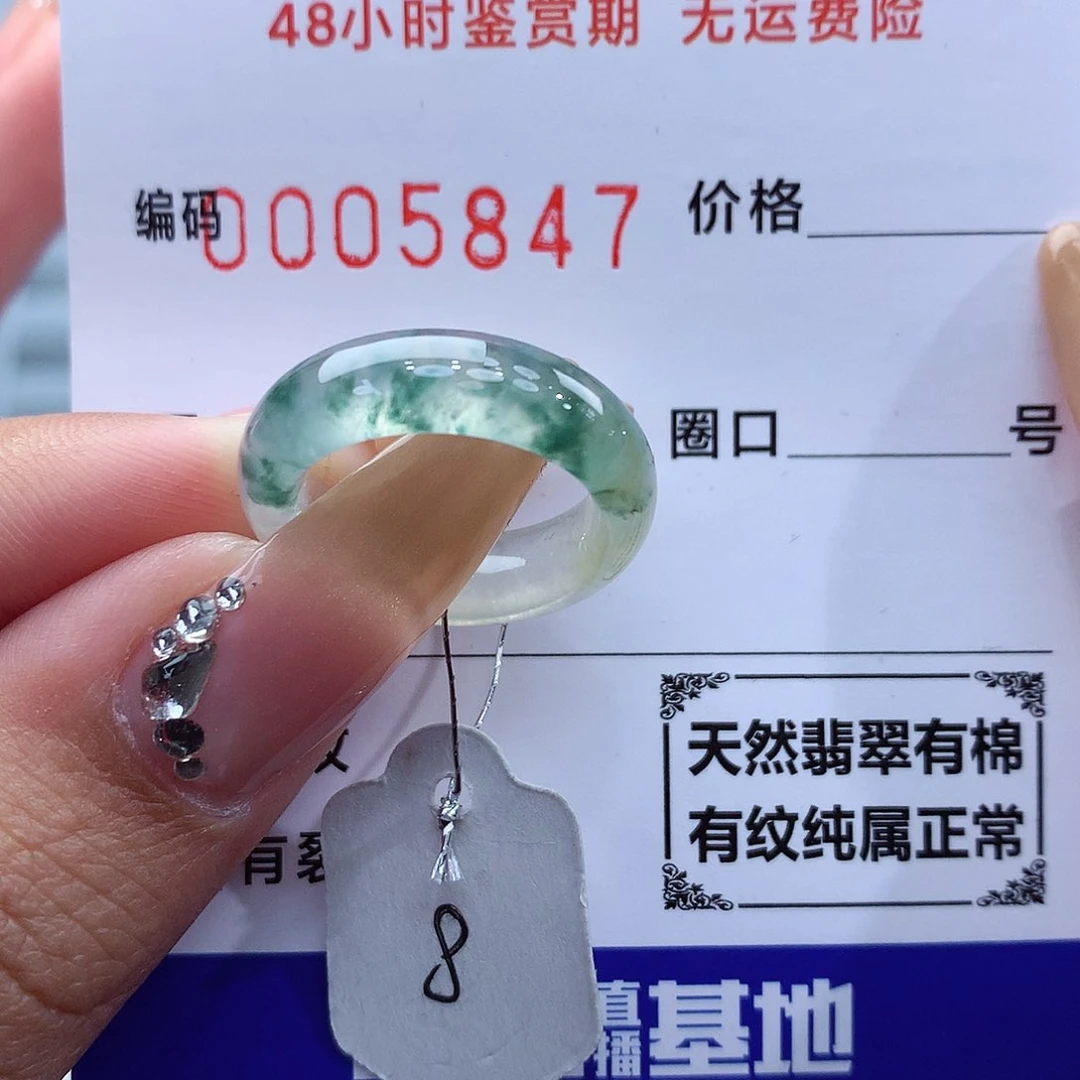 48小时鉴赏期 无运费险
编码0005847 价格
圈口 号
天然翡翠有棉
有纹纯属正常
有裂
8
直播基地